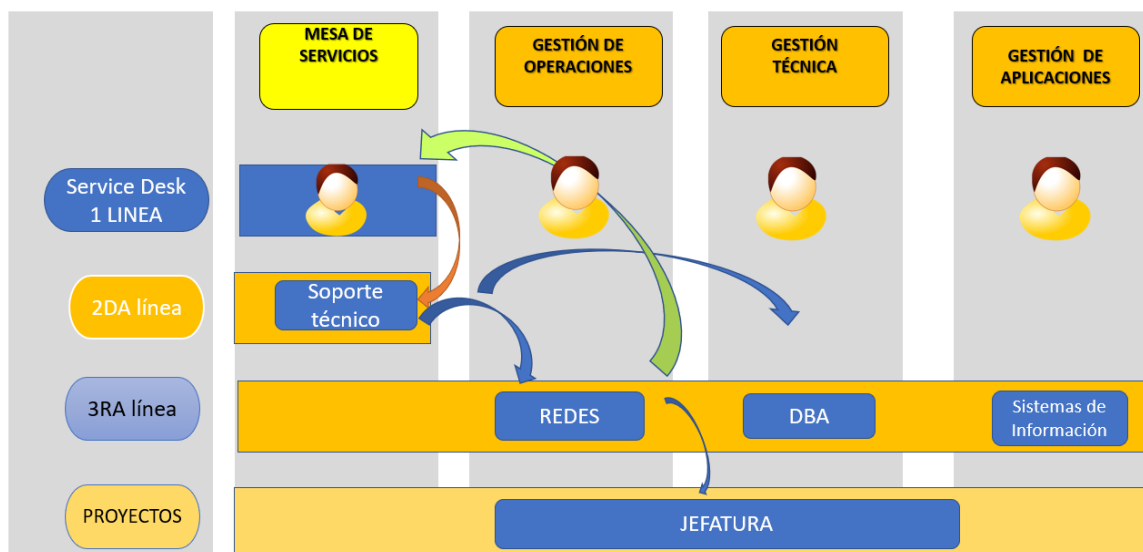 MESA DE
SERVICIOS
GESTIÓN DE
OPERACIONES
GESTIÓN
TÉCNICA
GESTIÓN DE
APLICACIONES
Service Desk
1 LINEA
2DA línea
Soporte
técnico
3RA línea
REDES
DBA
Sistemas de
Información
PROYECTOS
JEFATURA